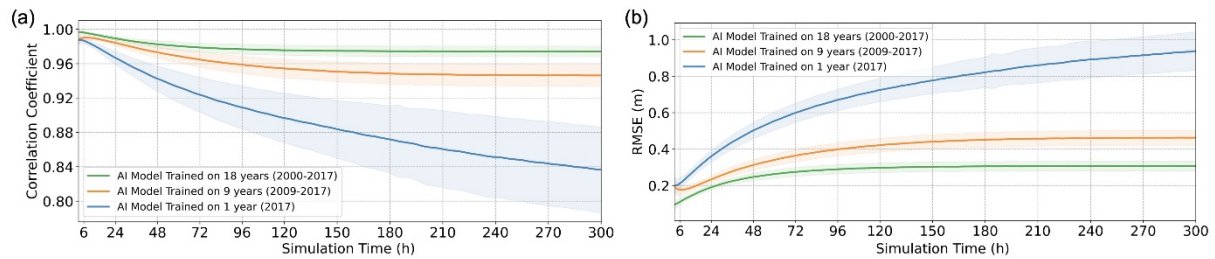 (a)
1.00
0.96
0.92
0.88
0.84
0.80
Correlation Coefficient
AI Model Trained on 18 years (2000-2017)
AI Model Trained on 9 years (2009-2017)
AI Model Trained on 1 year (2017)
6 24 48 72 96 120 150 180 210 240 270 300
Simulation Time (h)
(b)
1.0
0.8
0.6
0.4
0.2
RMSE (m)
AI Model Trained on 18 years (2000-2017)
AI Model Trained on 9 years (2009-2017)
AI Model Trained on 1 year (2017)
6 24 48 72 96 120 150 180 210 240 270 300
Simulation Time (h)